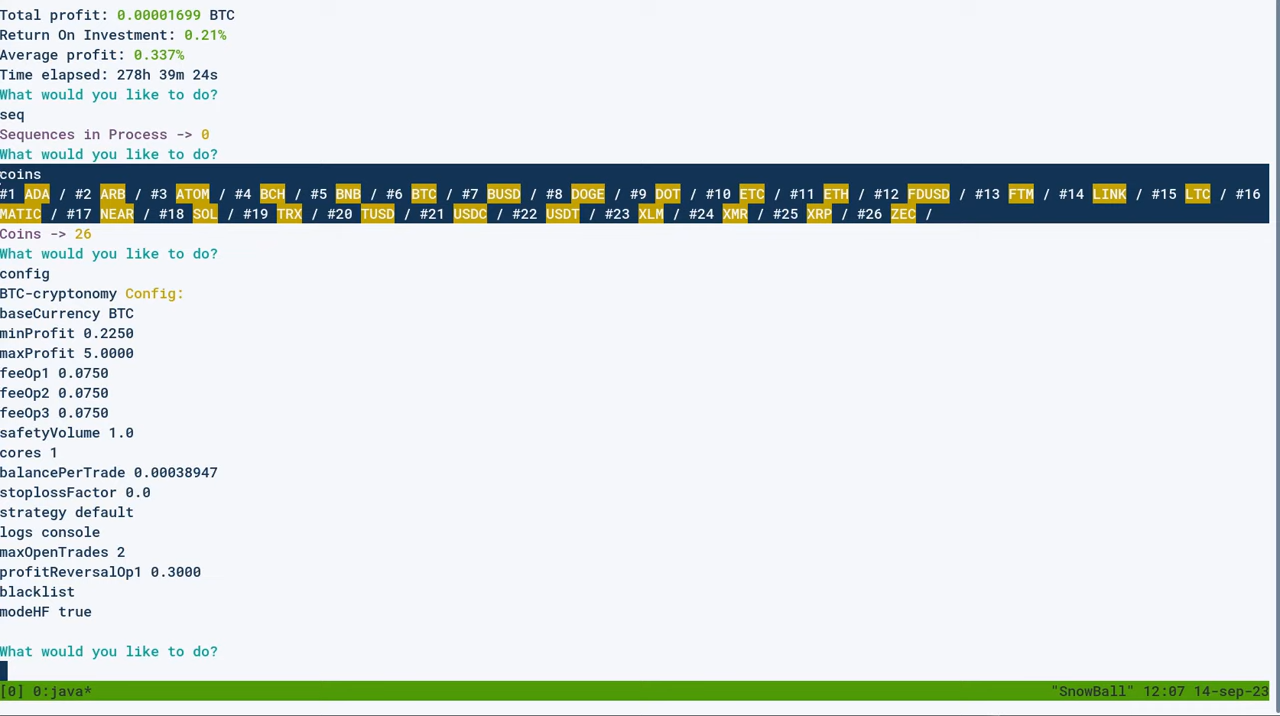 Total profit: 0.00001699 BTC
Return On Investment: 0.21%
Average profit: 0.337%
Time elapsed: 278h 39m 24s
What would you like to do?
seq
Sequences in Process -> 0
What would you like to do?
coins
#1 ADA / #2 ARB / #3 ATOM / #4 BCH / #5 BNB / #6 BTC / #7 BUSD / #8 DOGE / #9 DOT / #10 ETC / #11 ETH / #12 FDUSD / #13 FTM / #14 LINK / #15 LTC / #16
MATIC / #17 NEAR / #18 SOL / #19 TRX / #20 TUSD / #21 USDC / #22 USDT / #23 XLM / #24 XMR / #25 XRP / #26 ZEC /
Coins -> 26
What would you like to do?
config
BTC-cryptonomy Config:
baseCurrency BTC
minProfit 0.2250
maxProfit 5.0000
feeOp1 0.0750
feeOp2 0.0750
feeOp3 0.0750
safetyVolume 1.0
cores 1
balancePerTrade 0.00038947
stoplossFactor 0.0
strategy default
logs console
maxOpenTrades 2
profitReversalOp1 0.3000
blacklist
modeHF true
What would you like to do?
[0] 0:java* "SnowBall" 12:07 14-sep-23